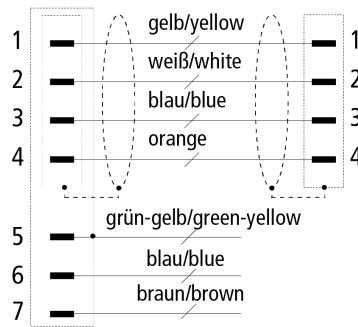 1 gelb/yellow 1
2 weiß/white 2
3 blau/blue 3
4 orange 4
5 grün-gelb/green-yellow
6 blau/blue
7 braun/brown